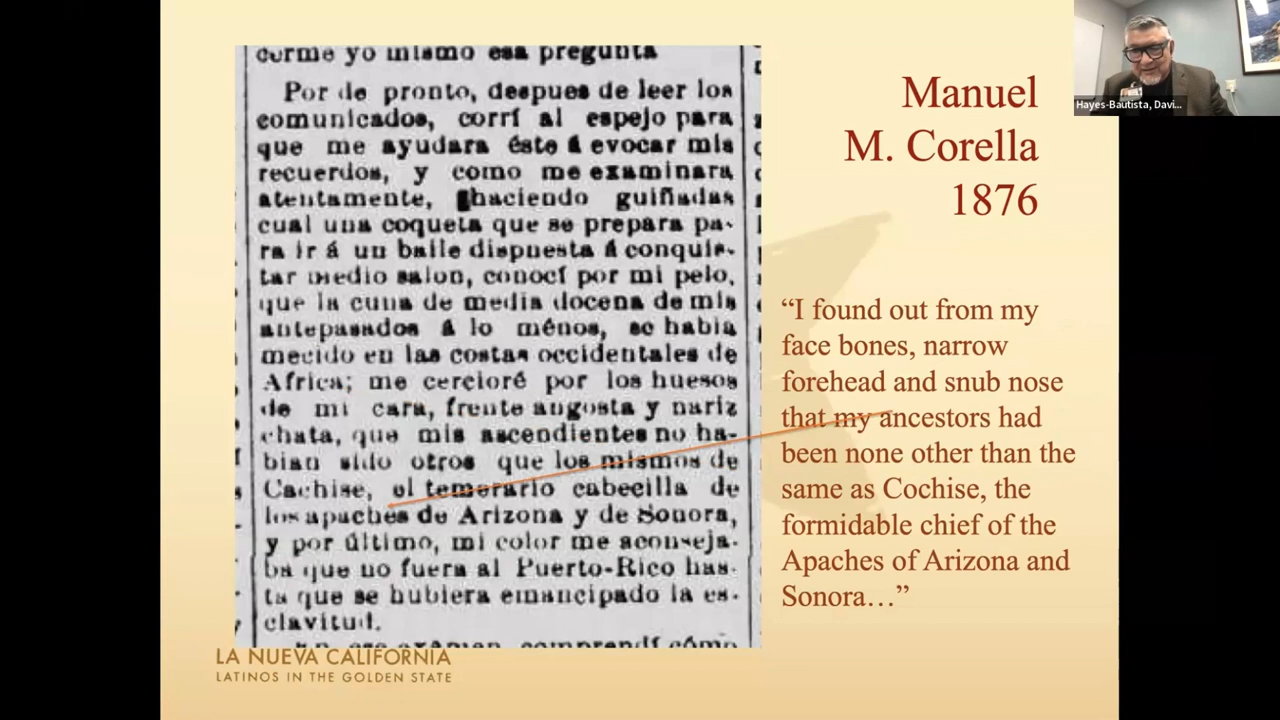 cerme yo mismo esa pregunta
Por de pronto, despues de leer los
comunicados, corrí al espejo para
que me ayudara éste á evocar mis
recuerdos, y como me examinara
atentamente, haciendo guiñadas
cual una coqueta que se prepara pa-
ra ir á un baile dispuesta á conquis-
tar medio salon, conocí por mi pelo,
que la cuna de media docena de mis
antepasados á lo ménos, se habia
mecido en las costas occidentales de
Africa; me cercioré por los huesos
de mi cara, frente angosta y nariz
chata, que mis ascendientes no ha-
bian sido otros que los mismos de
Cachise, el temerario cabecilla de
los apaches de Arizona y de Sonora,
y por último, mi color me aconseja-
ba que no fuera al Puerto-Rico has-
ta que se hubiera emancipado la es-
clavitud.
ese exámen, comprendí cómo
Manuel
M. Corella
1876
“I found out from my
face bones, narrow
forehead and snub nose
that my ancestors had
been none other than the
same as Cochise, the
formidable chief of the
Apaches of Arizona and
Sonora…”
LA NUEVA CALIFORNIA
LATINOS IN THE GOLDEN STATE
Hayes-Bautista, Davi...